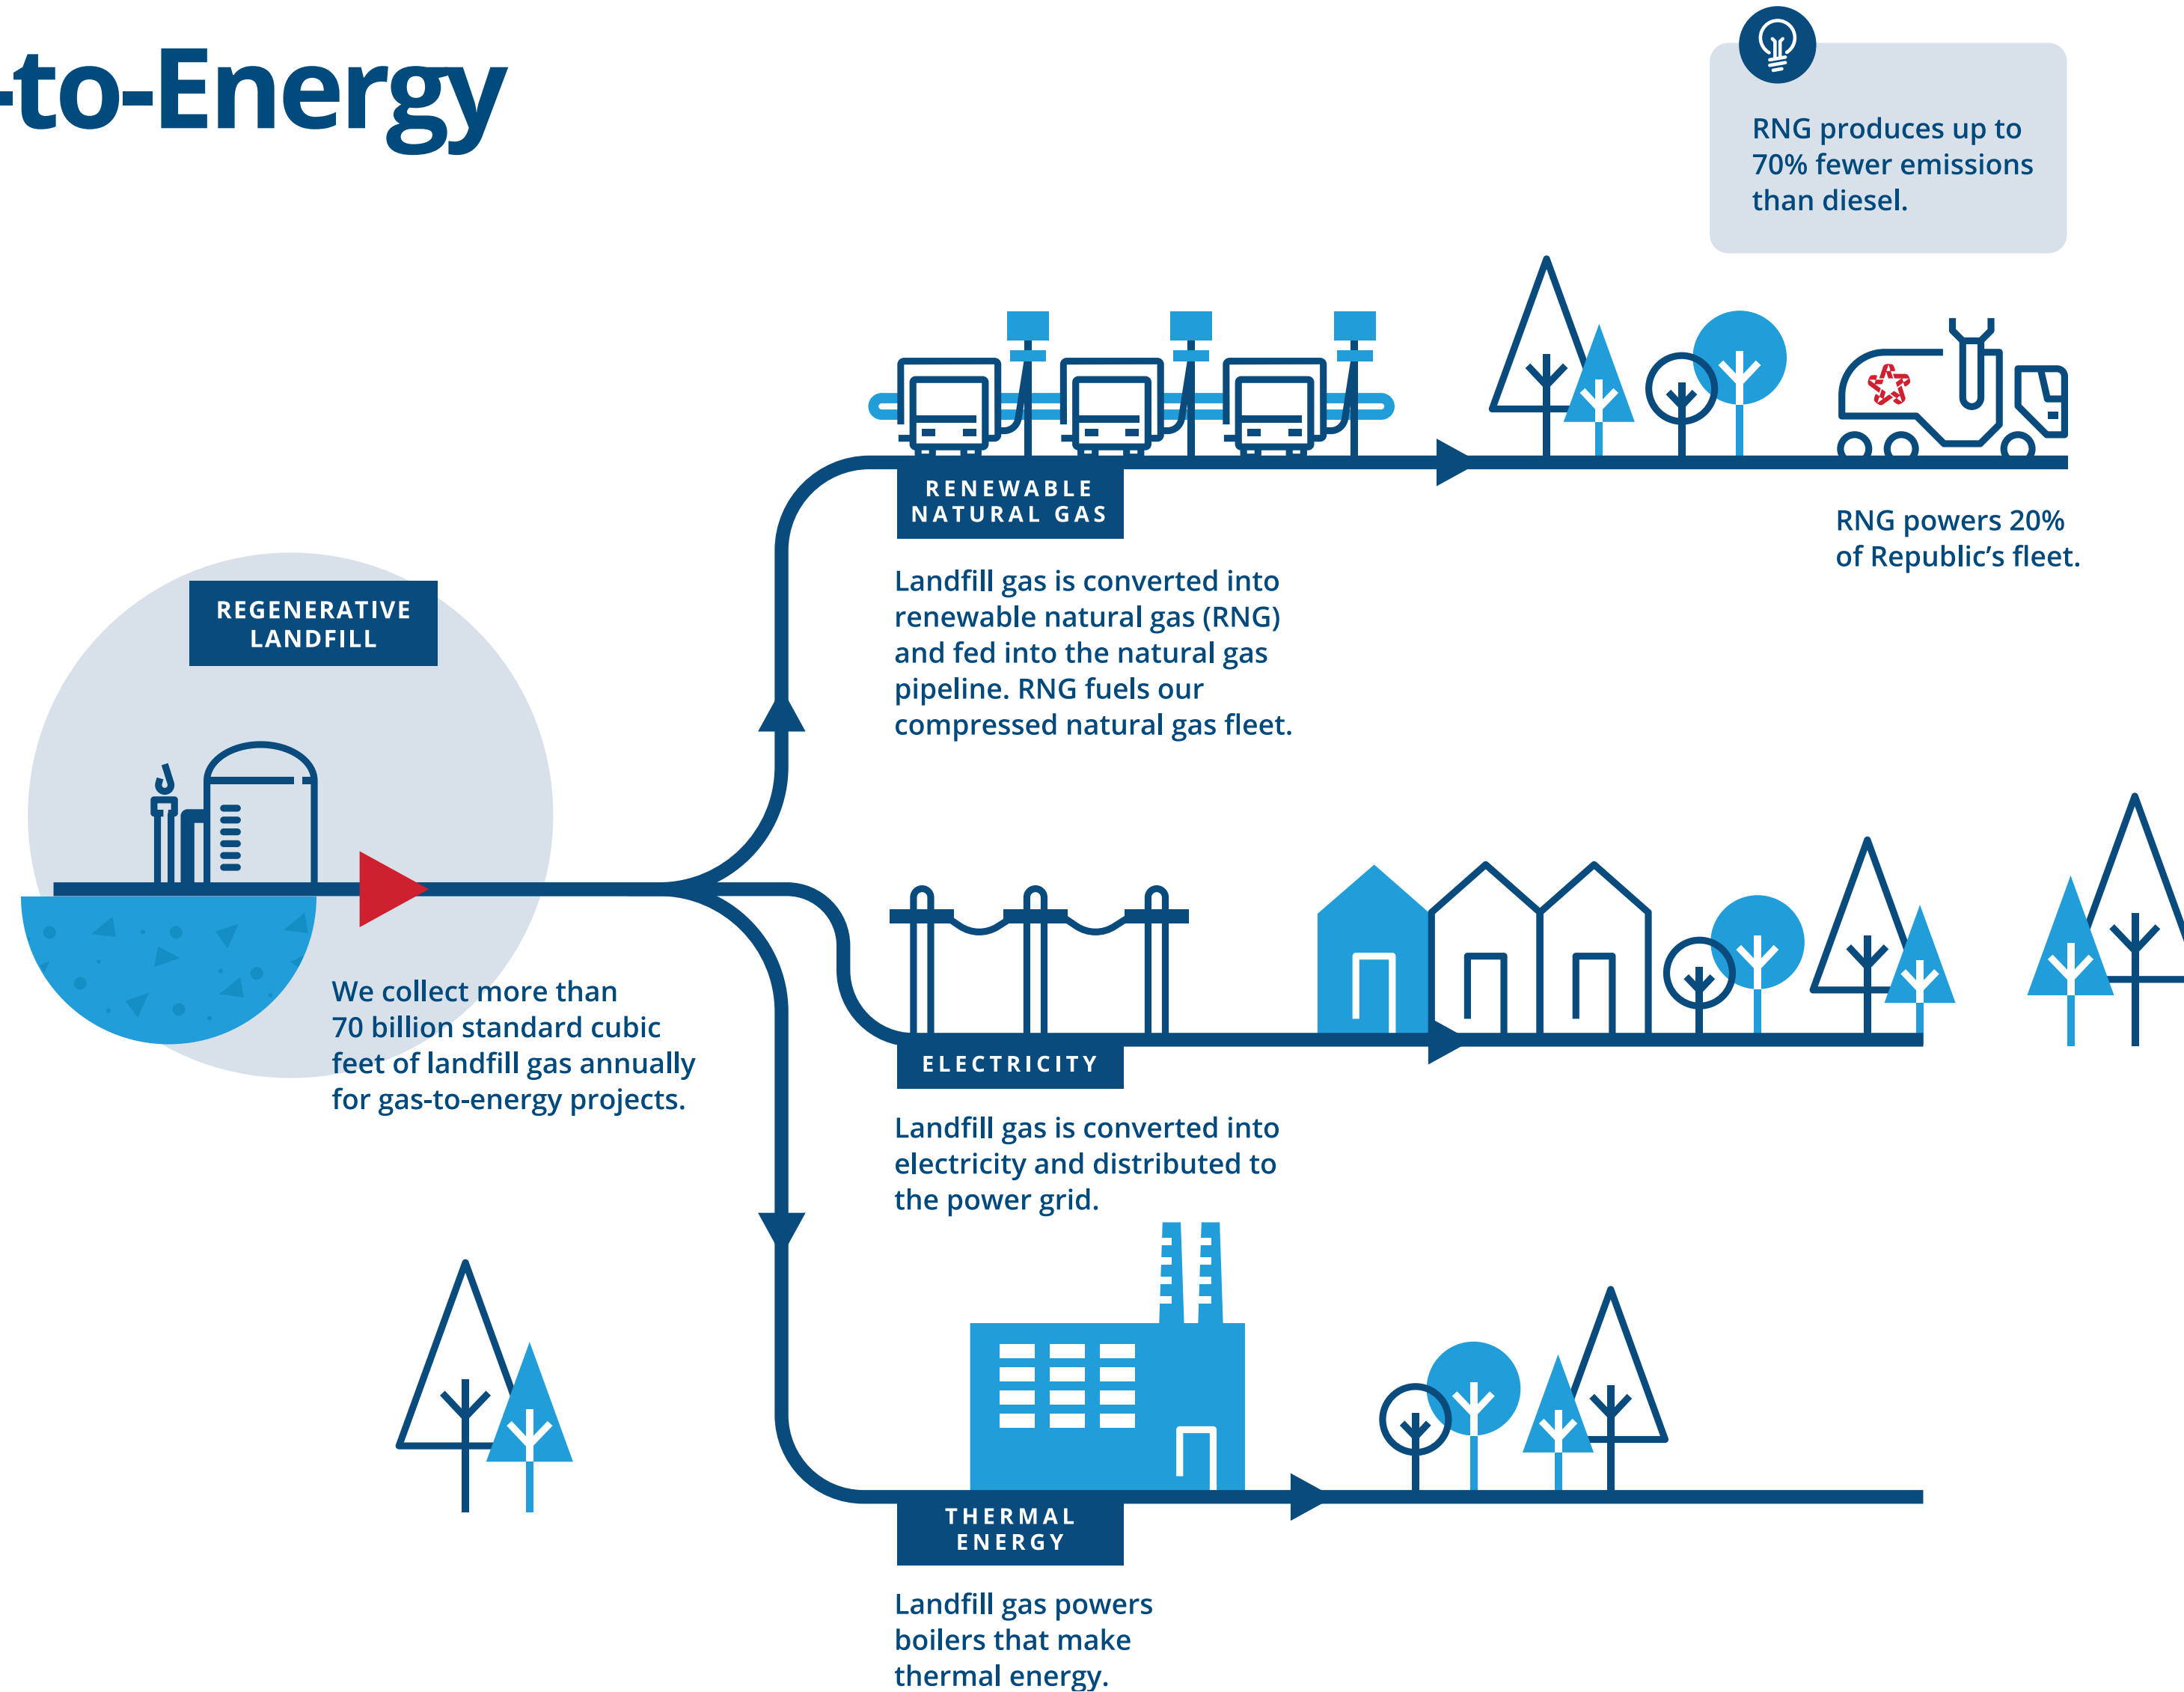 -to-Energy
RNG produces up to
70% fewer emissions
than diesel.
RENEWABLE
NATURAL GAS
RNG powers 20%
of Republic’s fleet.
Landfill gas is converted into
renewable natural gas (RNG)
and fed into the natural gas
pipeline. RNG fuels our
compressed natural gas fleet.
REGENERATIVE
LANDFILL
We collect more than
70 billion standard cubic
feet of landfill gas annually
for gas-to-energy projects.
ELECTRICITY
Landfill gas is converted into
electricity and distributed to
the power grid.
THERMAL
ENERGY
Landfill gas powers
boilers that make
thermal energy.